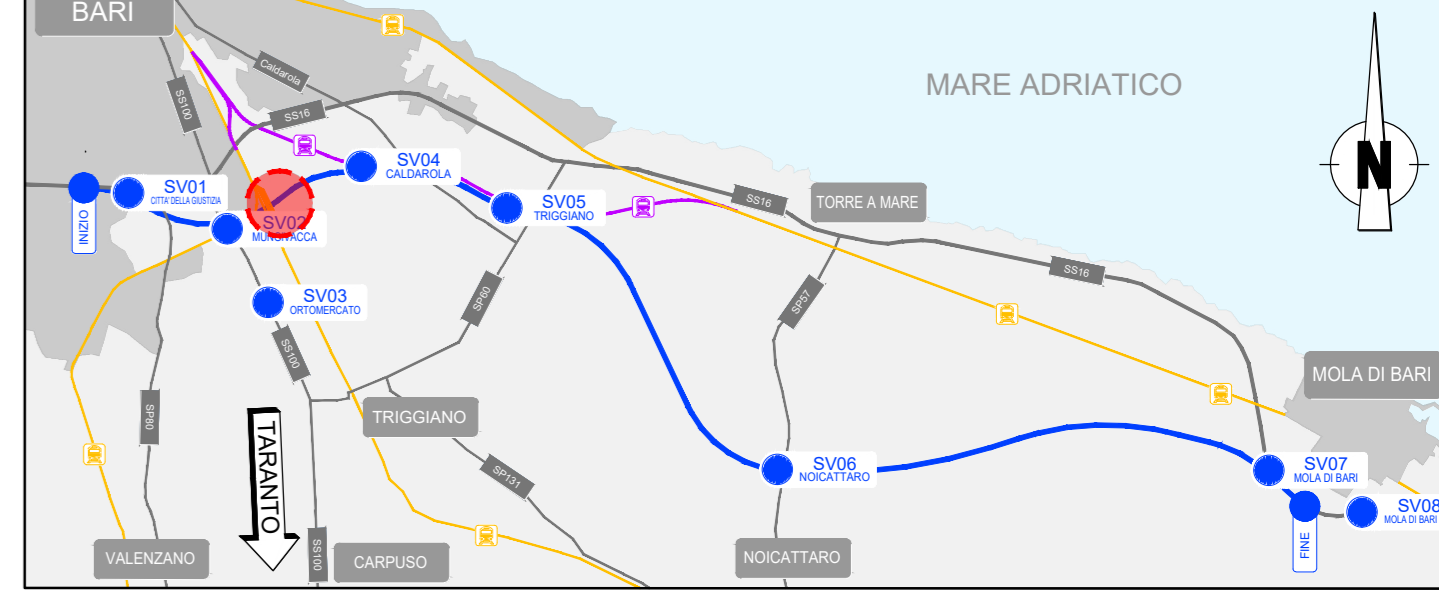 BARI
MARE ADRIATICO
Caldarola
SS100
SS16
SV04
CALDAROLA
SV01
CITTA' DELLA GIUSTIZIA
SV05
TRIGGIANO
SS16
TORRE A MARE
N
INIZIO
SV02
MUNGIVACCA
SS16
SV03
ORTOMERCATO
SP60
SP57
SS100
MOLA DI BARI
SP80
TRIGGIANO
TARANTO
SP131
SV06
NOICATTARO
SV07
MOLA DI BARI
SV08
MOLA DI BARI
FINE
VALENZANO
SS100
CARPUSO
NOICATTARO